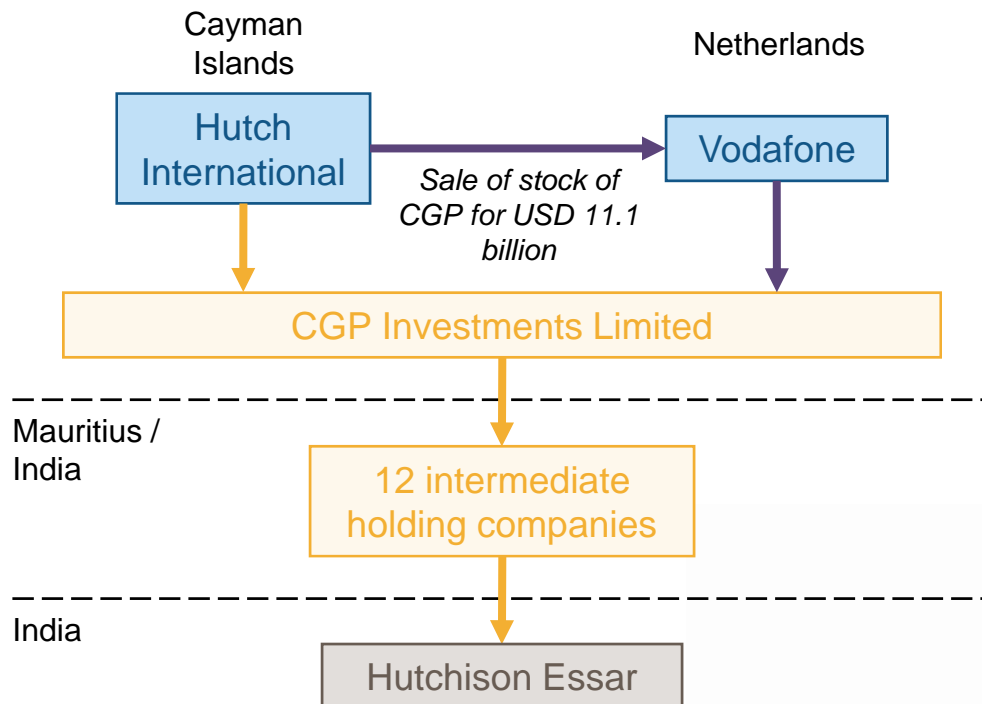 Cayman
Islands
Netherlands
Hutch
International
Vodafone
Sale of stock of
CGP for USD 11.1
billion
CGP Investments Limited
Mauritius /
India
12 intermediate
holding companies
India
Hutchison Essar